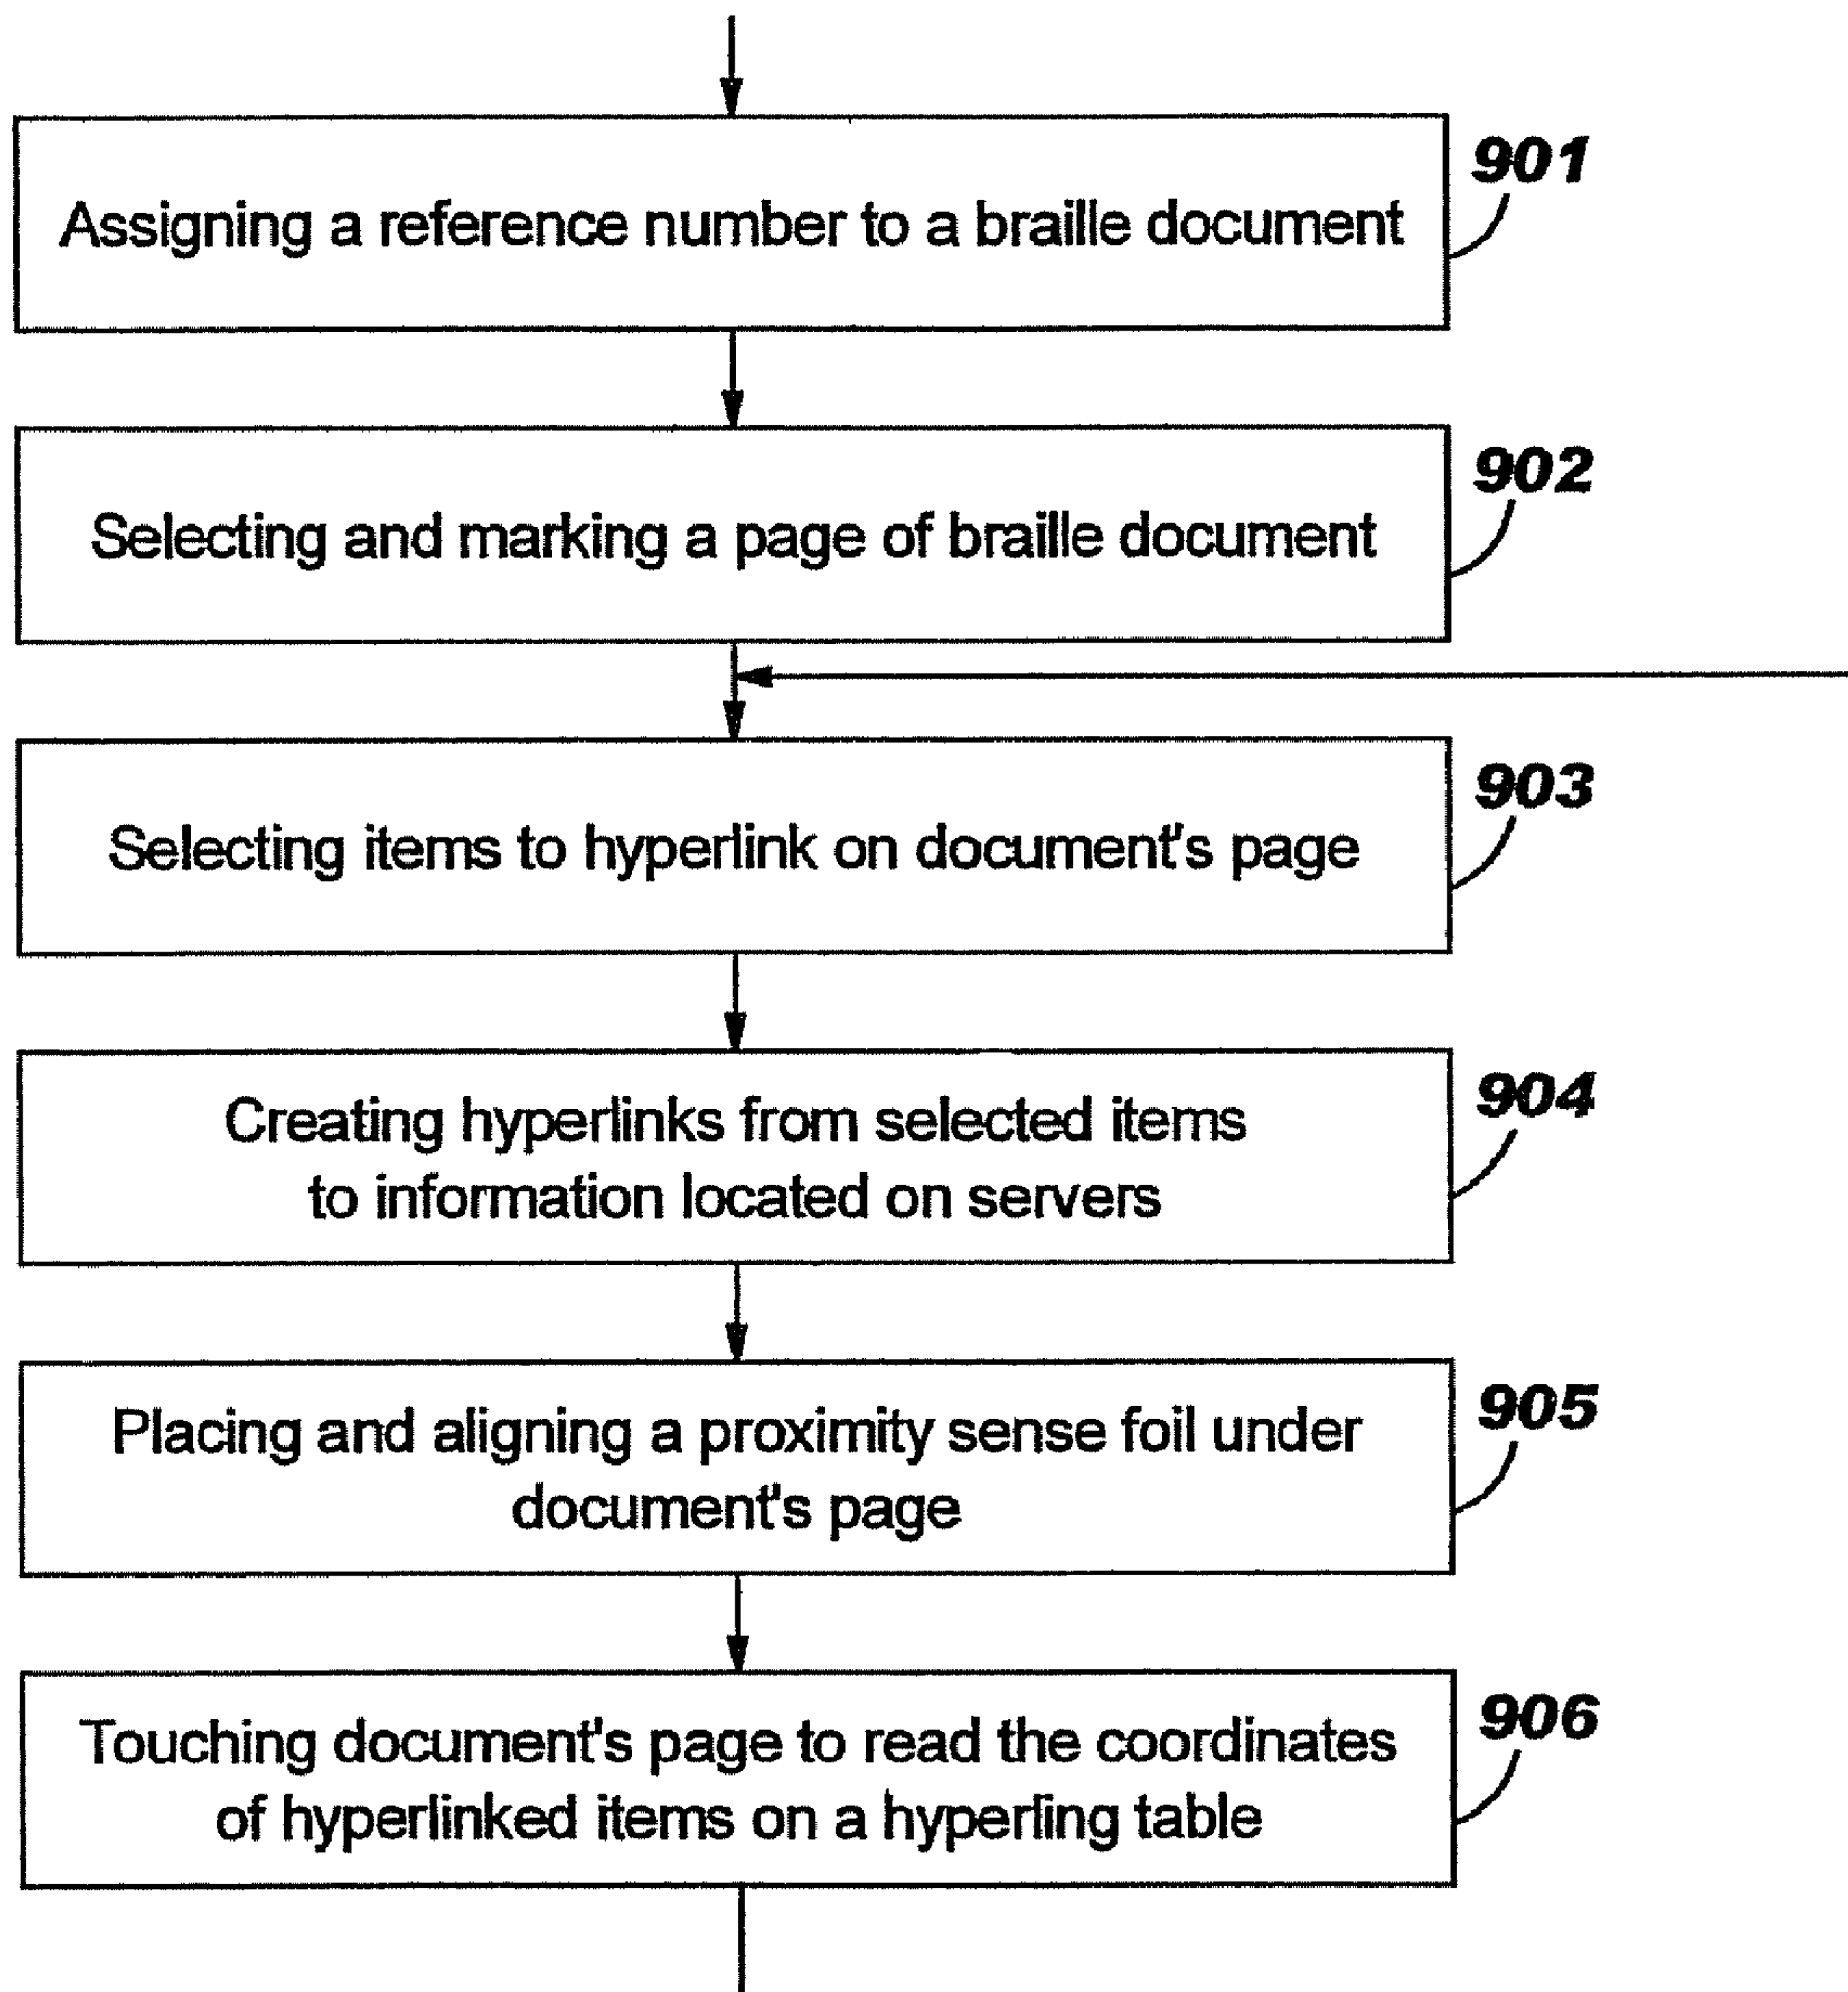 901
Assigning a reference number to a braille document
902
Selecting and marking a page of braille document
903
Selecting items to hyperlink on document's page
904
Creating hyperlinks from selected items
to information located on servers
905
Placing and aligning a proximity sense foil under
document's page
906
Touching document's page to read the coordinates
of hyperlinked items on a hyperling table